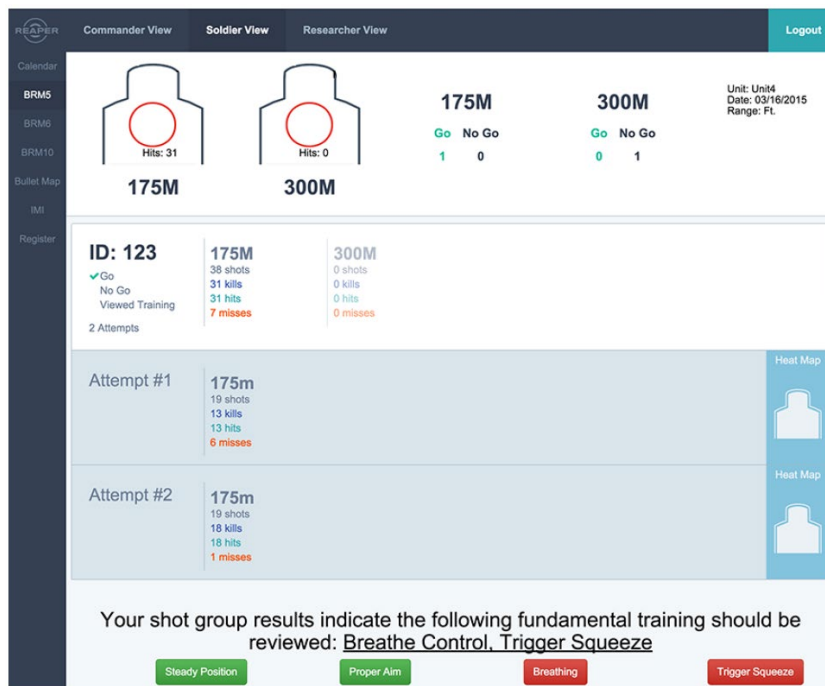 REAPER
Commander View
Soldier View
Researcher View
Logout
Calendar
BRM5
BRM6
BRM10
Bullet Map
IMI
Register
Hits: 31
175M
Hits: 0
300M
175M
Go No Go
1 0
300M
Go No Go
0 1
Unit: Unit4
Date: 03/16/2015
Range: Ft.
ID: 123
Go
No Go
Viewed Training
2 Attempts
175M
38 shots
31 kills
31 hits
7 misses
300M
0 shots
0 kills
0 hits
0 misses
Attempt #1
175m
19 shots
13 kills
13 hits
6 misses
Heat Map
Attempt #2
175m
19 shots
18 kills
18 hits
1 misses
Heat Map
Your shot group results indicate the following fundamental training should be
reviewed: Breathe Control, Trigger Squeeze
Steady Position
Proper Aim
Breathing
Trigger Squeeze